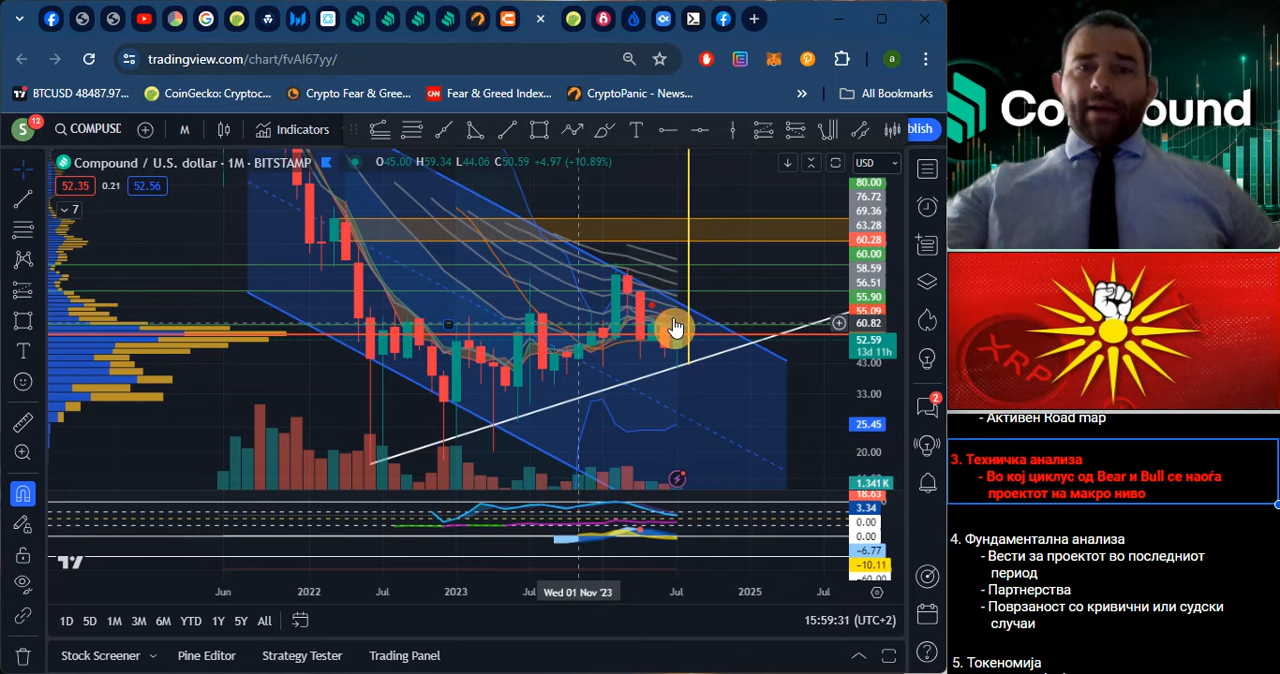 tradingview.com/chart/fvAI67yy/
BTCUSD 48487.97...
CoinGecko: Cryptoc...
Crypto Fear & Gree...
CNN
Fear & Greed Index...
CryptoPanic - News...
All Bookmarks
S
12
COMPUSD
M
Indicators
blish
Compound / U.S. dollar · 1M · BITSTAMP
O45.00 H59.34 L44.06 C50.59 +4.97 (+10.89%)
USD
52.35
0.21
52.56
7
80.00
76.72
69.36
63.28
60.28
60.00
58.59
56.51
55.90
55.09
60.82
52.59
13d 11h
43.00
33.00
25.45
20.00
1.341 K
18.63
3.34
0.00
0.00
-6.77
-10.11
Jun
2022
Jul
2023
Wed 01 Nov '23
Jul
2025
Jul
1D
5D
1M
3M
6M
YTD
1Y
5Y
All
15:59:31 (UTC+2)
Stock Screener
Pine Editor
Strategy Tester
Trading Panel
2
Compound
XRP
- Активен Road map
3. Техничка анализа
- Во кој циклус од Bear и Bull се наоѓа
проектот на макро ниво
4. Фундаментална анализа
- Вести за проектот во последниот
период
- Партнерства
- Поврзаност со кривични или судски
случаи
5. Токеномија